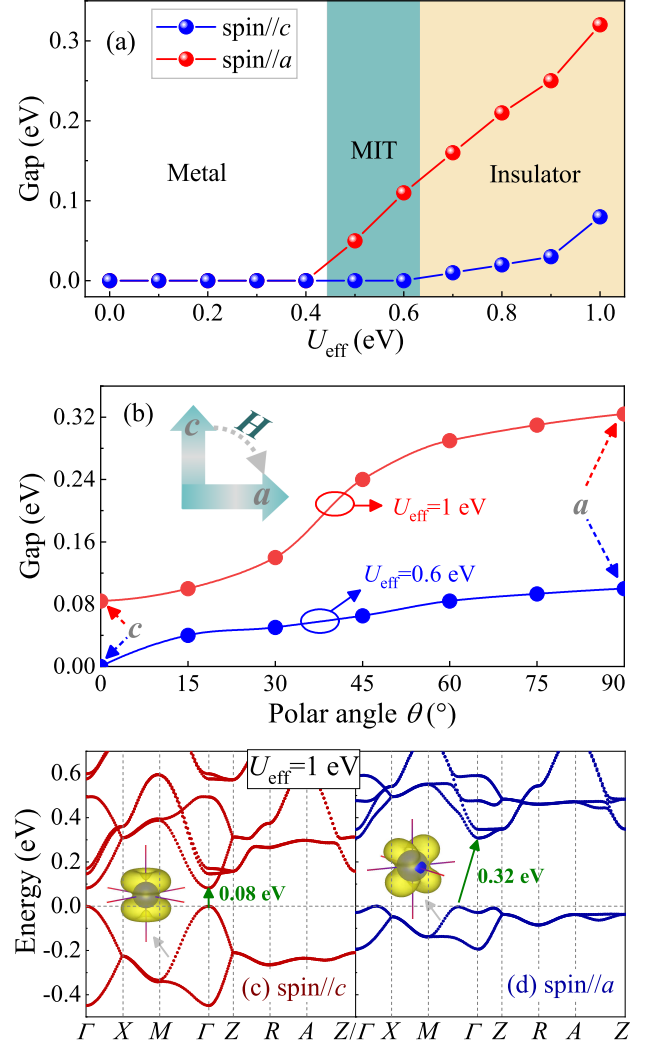 (a)
spin//c
spin//a
Metal
MIT
Insulator
Gap (eV)
0.3
0.2
0.1
0.0
0.0 0.2 0.4 0.6 0.8 1.0
U_eff (eV)
(b)
c
H
a
U_eff=1 eV
a
U_eff=0.6 eV
c
Gap (eV)
0.32
0.24
0.16
0.08
0.00
0 15 30 45 60 75 90
Polar angle θ (°)
U_eff=1 eV
Energy (eV)
0.6
0.4
0.2
0.0
-0.2
-0.4
0.08 eV
(c) spin//c
0.32 eV
(d) spin//a
Γ X M Γ Z R A Z/Γ X M Γ Z R A Z